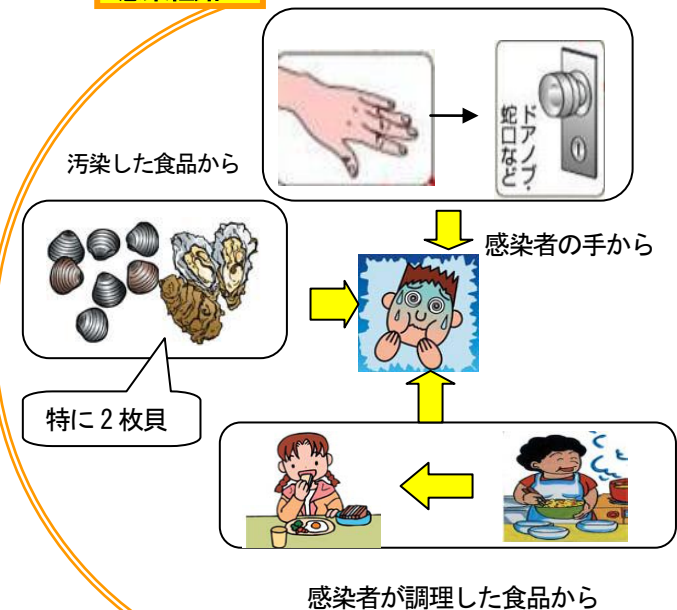 ドアノブ・
蛇口など
汚染した食品から
感染者の手から
特に2枚貝
感染者が調理した食品から